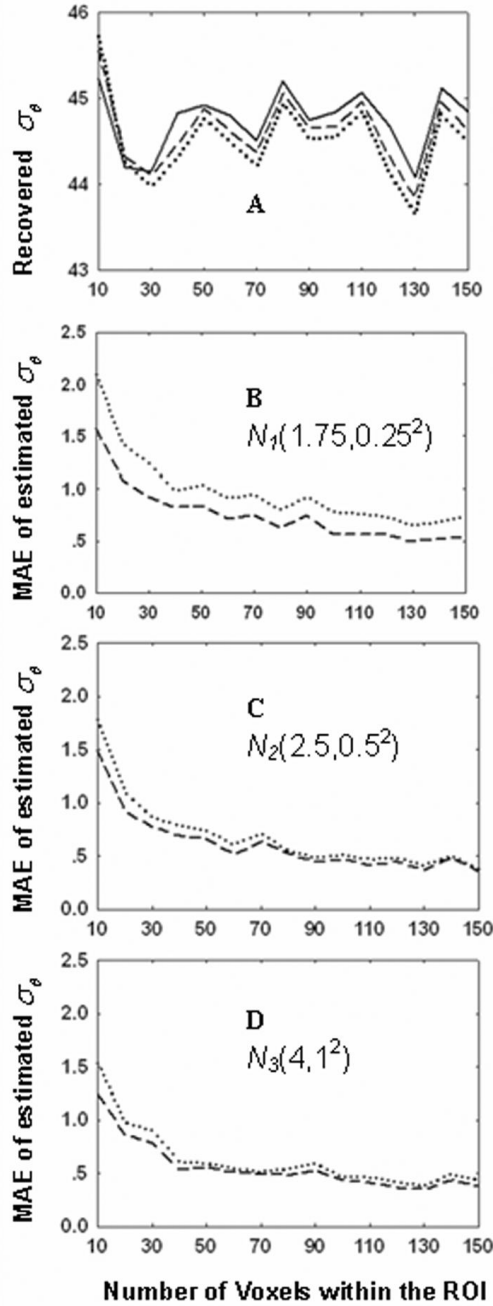 46
45
44
43
Recovered σθ
A
10 30 50 70 90 110 130 150
2.5
2.0
1.5
1.0
.5
0.0
MAE of estimated σθ
B
N1(1.75,0.25²)
10 30 50 70 90 110 130 150
2.5
2.0
1.5
1.0
.5
0.0
MAE of estimated σθ
C
N2(2.5,0.5²)
10 30 50 70 90 110 130 150
2.5
2.0
1.5
1.0
.5
0.0
MAE of estimated σθ
D
N3(4,1²)
10 30 50 70 90 110 130 150
Number of Voxels within the ROI